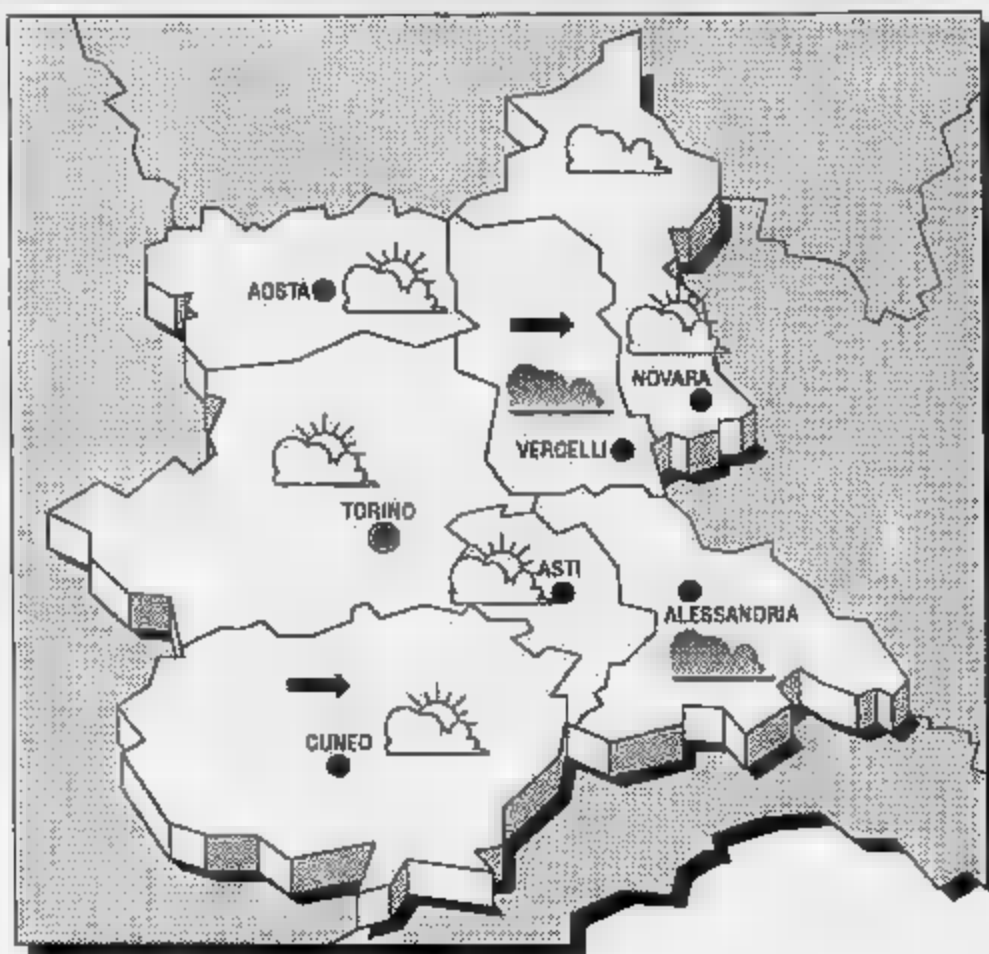 AOSTA
NOVARA
VERCELLI
TORINO
ASTI
ALESSANDRIA
CUNEO